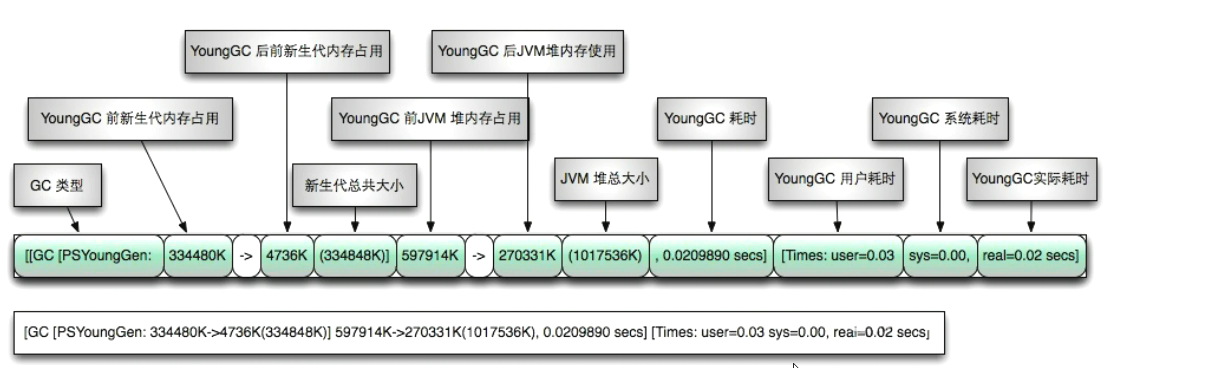 YoungGC 后前新生代内存占用
YoungGC 后JVM堆内存使用
YoungGC 前新生代内存占用
YoungGC 前JVM 堆内存占用
YoungGC 耗时
YoungGC 系统耗时
GC 类型
新生代总共大小
JVM 堆总大小
YoungGC 用户耗时
YoungGC实际耗时
[[GC [PSYoungGen: 334480K -> 4736K (334848K)] 597914K -> 270331K (1017536K) , 0.0209890 secs] [Times: user=0.03 sys=0.00, real=0.02 secs]
[GC [PSYoungGen: 334480K->4736K(334848K)] 597914K->270331K(1017536K), 0.0209890 secs] [Times: user=0.03 sys=0.00, real=0.02 secs]